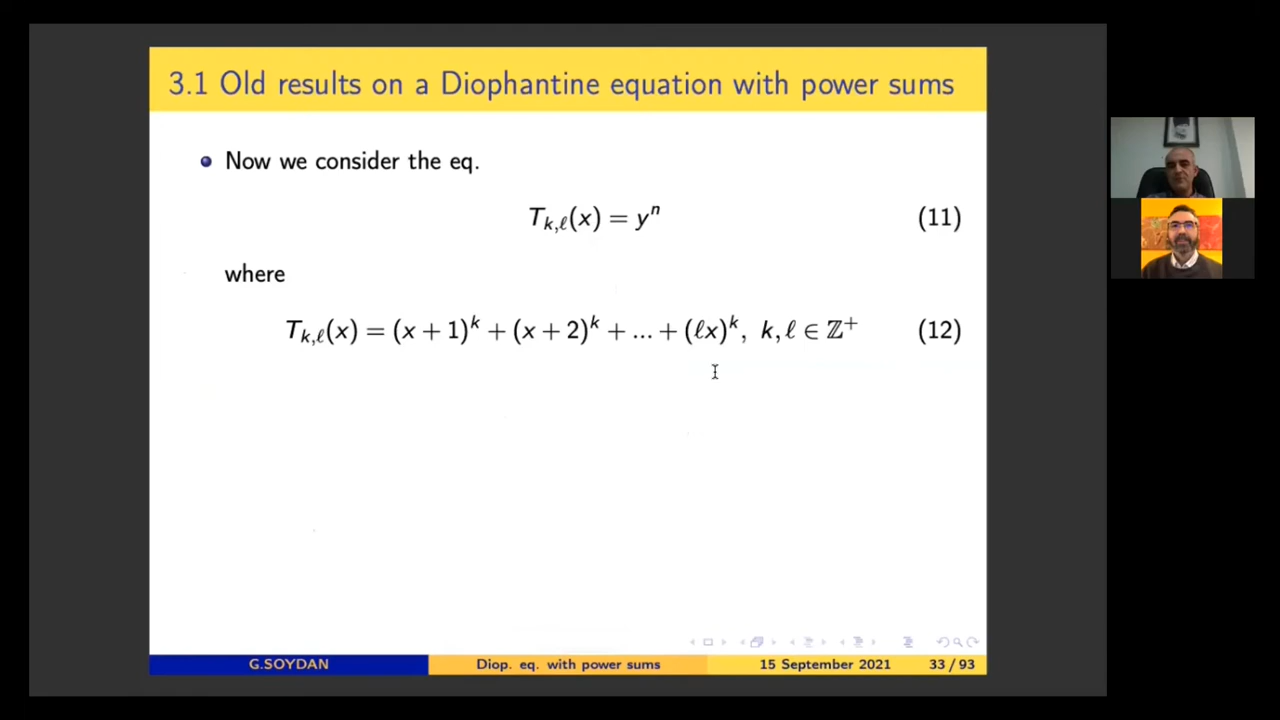 3.1 Old results on a Diophantine equation with power sums
Now we consider the eq.
T_{k,ℓ}(x) = y^n (11)
where
T_{k,ℓ}(x) = (x + 1)^k + (x + 2)^k + ... + (ℓx)^k, k, ℓ ∈ ℤ^+ (12)
G.SOYDAN Diop. eq. with power sums 15 September 2021 33 / 93